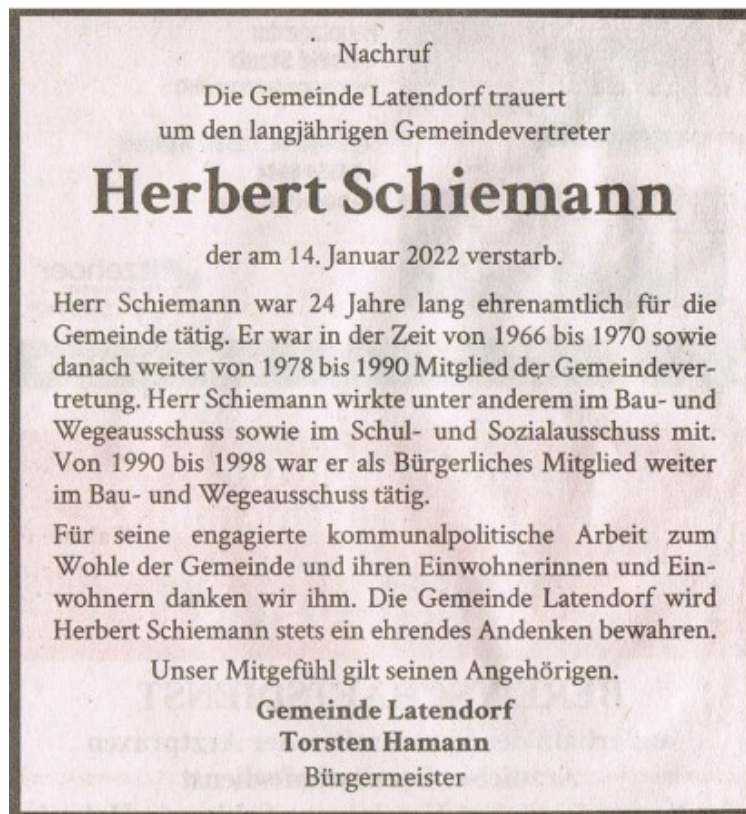 Nachruf
Die Gemeinde Latendorf trauert
um den langjährigen Gemeindevertreter
Herbert Schiemann
der am 14. Januar 2022 verstarb.
Herr Schiemann war 24 Jahre lang ehrenamtlich für die
Gemeinde tätig. Er war in der Zeit von 1966 bis 1970 sowie
danach weiter von 1978 bis 1990 Mitglied der Gemeindever-
tretung. Herr Schiemann wirkte unter anderem im Bau- und
Wegeausschuss sowie im Schul- und Sozialausschuss mit.
Von 1990 bis 1998 war er als Bürgerliches Mitglied weiter
im Bau- und Wegeausschuss tätig.
Für seine engagierte kommunalpolitische Arbeit zum
Wohle der Gemeinde und ihren Einwohnerinnen und Ein-
wohnern danken wir ihm. Die Gemeinde Latendorf wird
Herbert Schiemann stets ein ehrendes Andenken bewahren.
Unser Mitgefühl gilt seinen Angehörigen.
Gemeinde Latendorf
Torsten Hamann
Bürgermeister